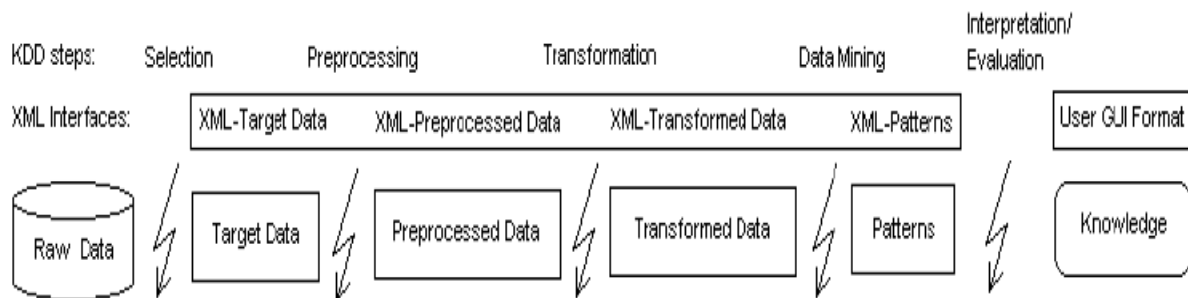 Interpretation/
KDD steps: Selection Preprocessing Transformation Data Mining Evaluation
XML Interfaces: XML-Target Data XML-Preprocessed Data XML-Transformed Data XML-Patterns User GUI Format
Raw Data Target Data Preprocessed Data Transformed Data Patterns Knowledge